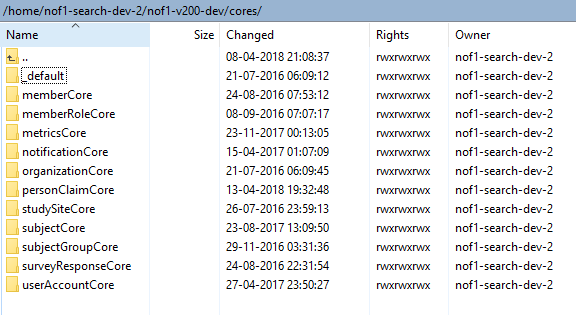 /home/nof1-search-dev-2/nof1-v200-dev/cores/
Name Size Changed Rights Owner
.. 08-04-2018 21:08:37 rwxrwxrwx nof1-search-dev-2
_default 21-07-2016 06:09:12 rwxrwxrwx nof1-search-dev-2
memberCore 24-08-2016 07:53:12 rwxrwxrwx nof1-search-dev-2
memberRoleCore 08-09-2016 07:07:17 rwxrwxrwx nof1-search-dev-2
metricsCore 23-11-2017 00:13:05 rwxrwxrwx nof1-search-dev-2
notificationCore 15-04-2017 01:07:09 rwxrwxrwx nof1-search-dev-2
organizationCore 21-07-2016 06:09:45 rwxrwxrwx nof1-search-dev-2
personClaimCore 13-04-2018 19:32:48 rwxrwxrwx nof1-search-dev-2
studySiteCore 26-07-2016 23:59:13 rwxrwxrwx nof1-search-dev-2
subjectCore 23-08-2017 13:09:50 rwxrwxrwx nof1-search-dev-2
subjectGroupCore 29-11-2016 03:31:36 rwxrwxrwx nof1-search-dev-2
surveyResponseCore 24-08-2016 22:31:54 rwxrwxrwx nof1-search-dev-2
userAccountCore 27-04-2017 23:50:27 rwxrwxrwx nof1-search-dev-2